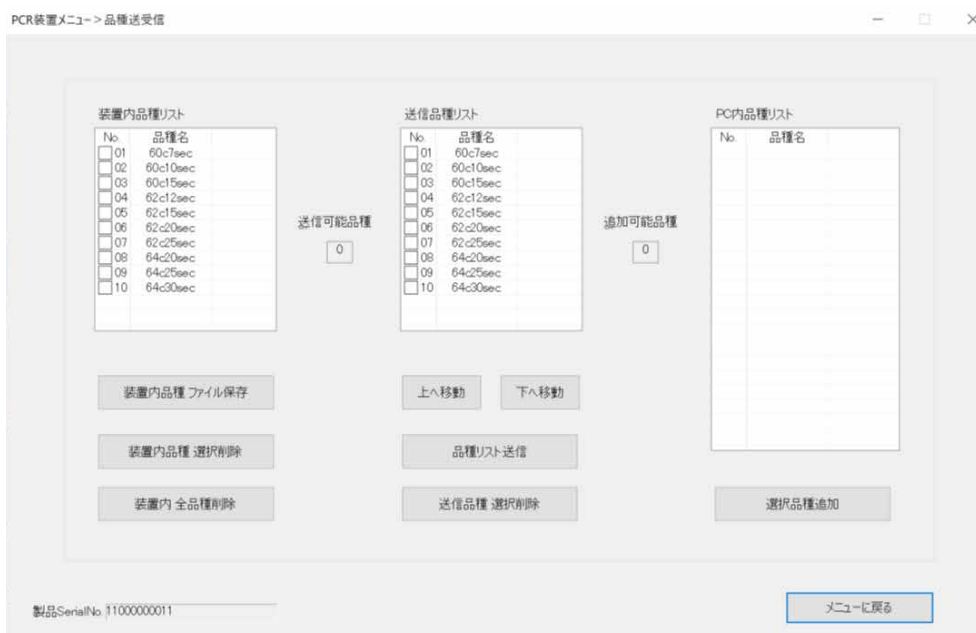 PCR装置メニュー>品種送受信
装置内品種リスト
No. 品種名
01 60c7sec
02 60c10sec
03 60c15sec
04 62c12sec
05 62c15sec
06 62c20sec
07 62c25sec
08 64c20sec
09 64c25sec
10 64c30sec
送信可能品種
0
送信品種リスト
No. 品種名
01 60c7sec
02 60c10sec
03 60c15sec
04 62c12sec
05 62c15sec
06 62c20sec
07 62c25sec
08 64c20sec
09 64c25sec
10 64c30sec
追加可能品種
0
PC内品種リスト
No. 品種名
装置内品種 ファイル保存
上へ移動 下へ移動
装置内品種 選択削除
品種リスト送信
装置内 全品種削除
送信品種 選択削除
選択品種追加
製品SerialNo. 11000000011
メニューに戻る